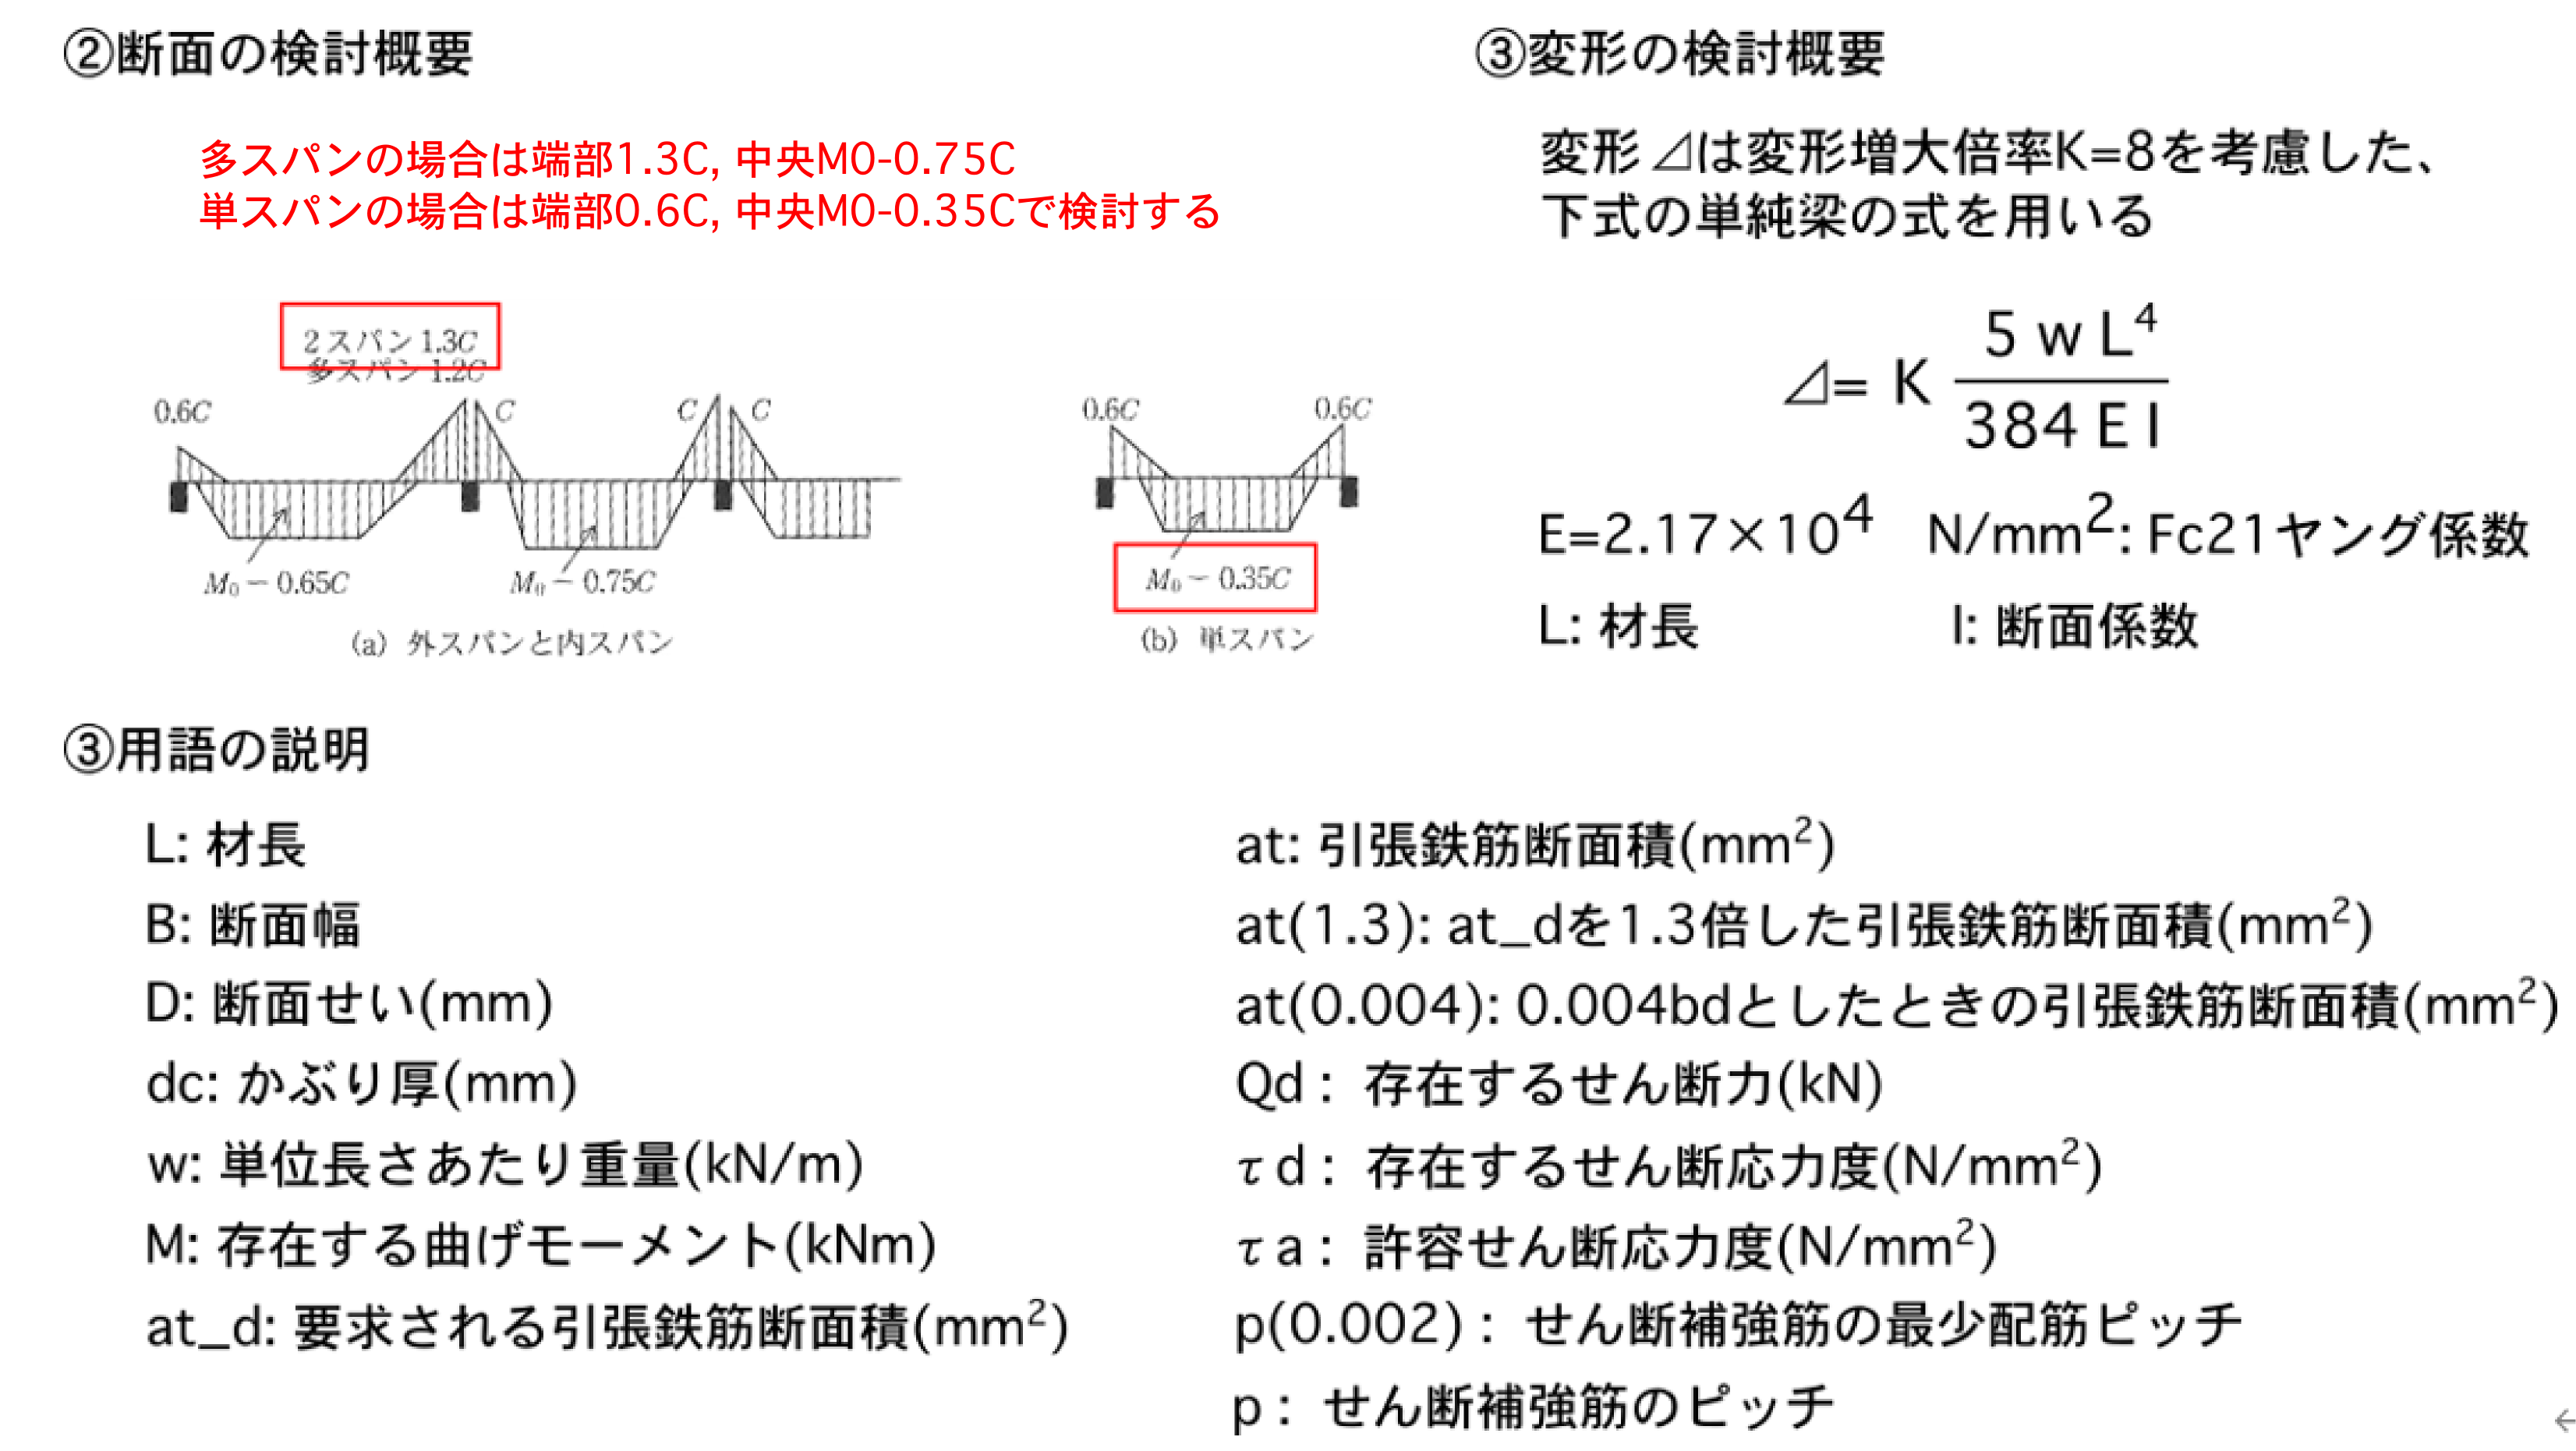 ②断面の検討概要
多スパンの場合は端部1.3C, 中央M0-0.75C
単スパンの場合は端部0.6C, 中央M0-0.35Cで検討する
2スパン1.3C
多スパン1.2C
0.6C
C
C
C
M₀－0.65C
M₀－0.75C
(a) 外スパンと内スパン
0.6C
0.6C
M₀－0.35C
(b) 単スパン
③変形の検討概要
変形⊿は変形増大倍率K=8を考慮した、
下式の単純梁の式を用いる
⊿= K 5 w L⁴ / 384 E I
E=2.17×10⁴ N/mm²: Fc21ヤング係数
L: 材長 I: 断面係数
③用語の説明
L: 材長
B: 断面幅
D: 断面せい(mm)
dc: かぶり厚(mm)
w: 単位長さあたり重量(kN/m)
M: 存在する曲げモーメント(kNm)
at_d: 要求される引張鉄筋断面積(mm²)
at: 引張鉄筋断面積(mm²)
at(1.3): at_dを1.3倍した引張鉄筋断面積(mm²)
at(0.004): 0.004bdとしたときの引張鉄筋断面積(mm²)
Qd : 存在するせん断力(kN)
τd : 存在するせん断応力度(N/mm²)
τa : 許容せん断応力度(N/mm²)
p(0.002) : せん断補強筋の最少配筋ピッチ
p : せん断補強筋のピッチ